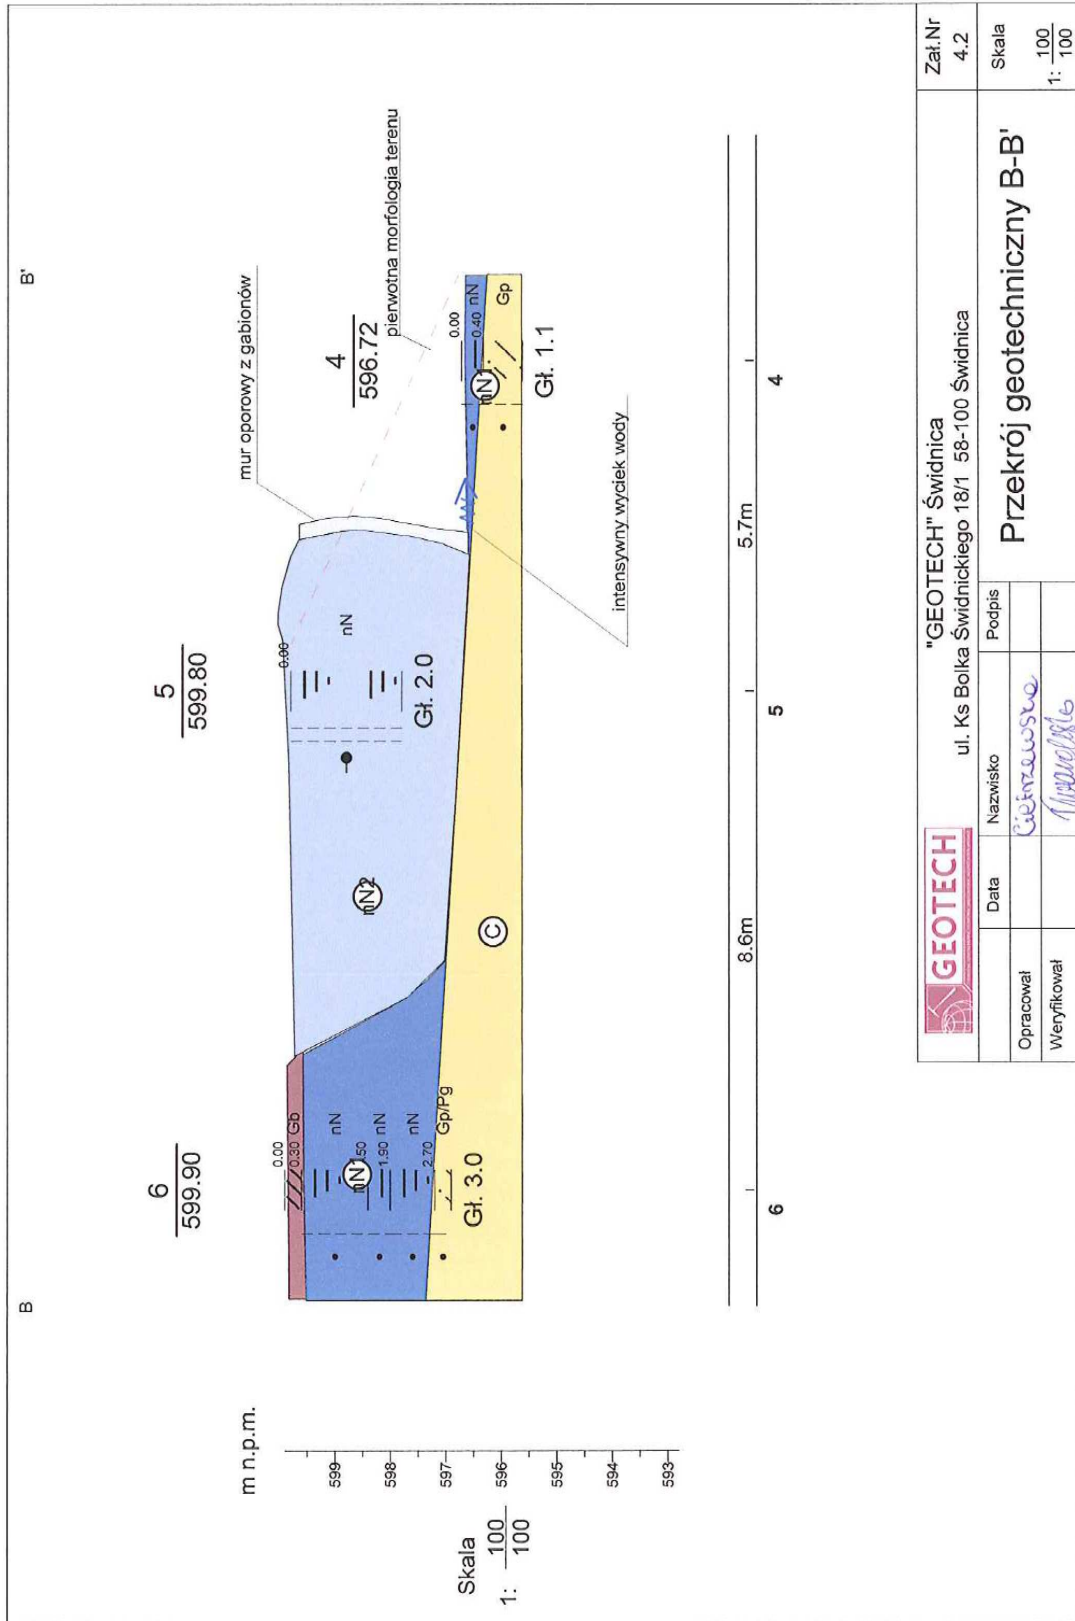 B
B'
6
599.90
5
599.80
4
596.72
mur oporowy z gabionów
pierwotna morfologia terenu
m n.p.m.
Skala
1: 100
100
599
598
597
596
595
594
593
0.00
0.30 Gb
nN
nN1
1.90 nN
nN
2.70
Gp/Pg
Gł. 3.0
nN2
0.00
nN
Gł. 2.0
C
0.00
0.40 nN
nN1
Gp
Gł. 1.1
intensywny wyciek wody
8.6m
5.7m
6
5
4
GEOTECH
"GEOTECH" Świdnica
ul. Ks Bolka Świdnickiego 18/1 58-100 Świdnica
Zał.Nr
4.2
Data
Nazwisko
Podpis
Opracował
Weryfikował
Przekrój geotechniczny B-B'
Skala
1: 100
100